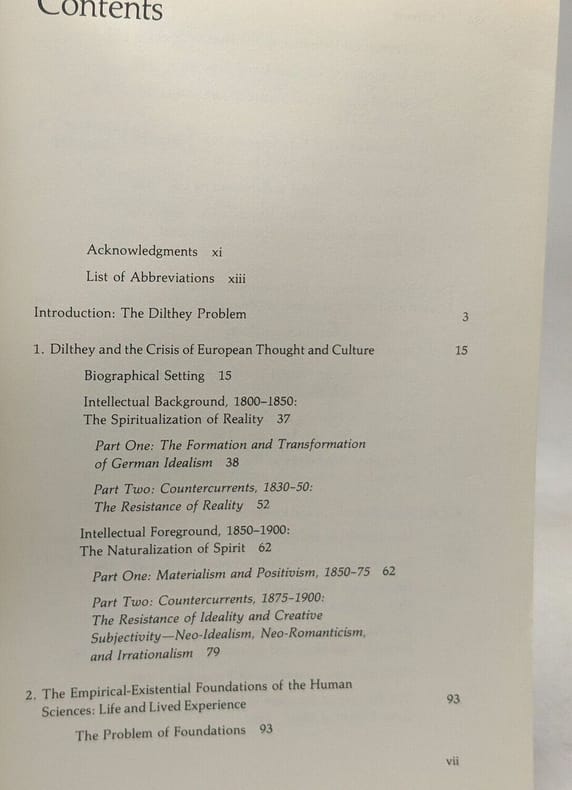 Contents
Acknowledgments xi
List of Abbreviations xiii
Introduction: The Dilthey Problem 3
1. Dilthey and the Crisis of European Thought and Culture 15
Biographical Setting 15
Intellectual Background, 1800–1850:
The Spiritualization of Reality 37
Part One: The Formation and Transformation
of German Idealism 38
Part Two: Countercurrents, 1830-50:
The Resistance of Reality 52
Intellectual Foreground, 1850–1900:
The Naturalization of Spirit 62
Part One: Materialism and Positivism, 1850-75 62
Part Two: Countercurrents, 1875-1900:
The Resistance of Ideality and Creative
Subjectivity—Neo-Idealism, Neo-Romanticism,
and Irrationalism 79
2. The Empirical-Existential Foundations of the Human
Sciences: Life and Lived Experience 93
The Problem of Foundations 93
vii